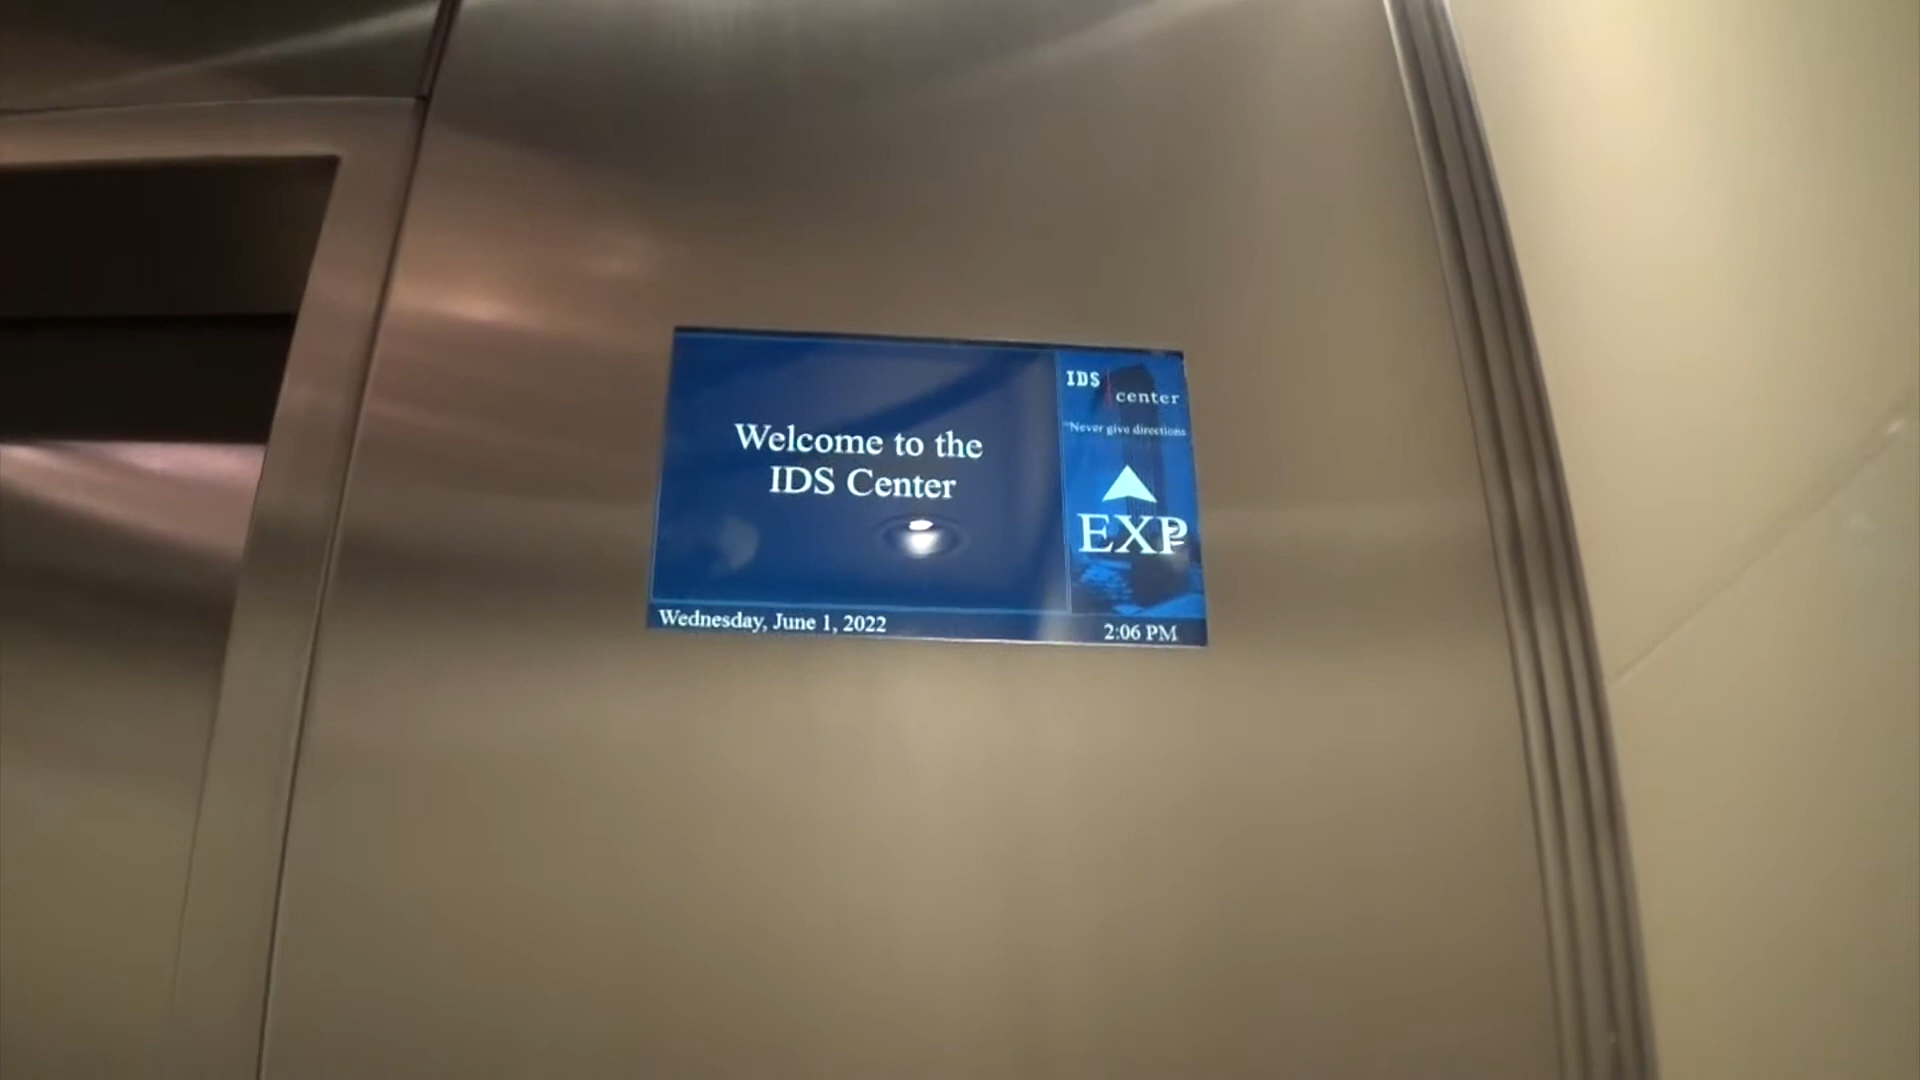 Welcome to the
IDS Center
IDS
center
"Never give directions
EXP
Wednesday, June 1, 2022
2:06 PM